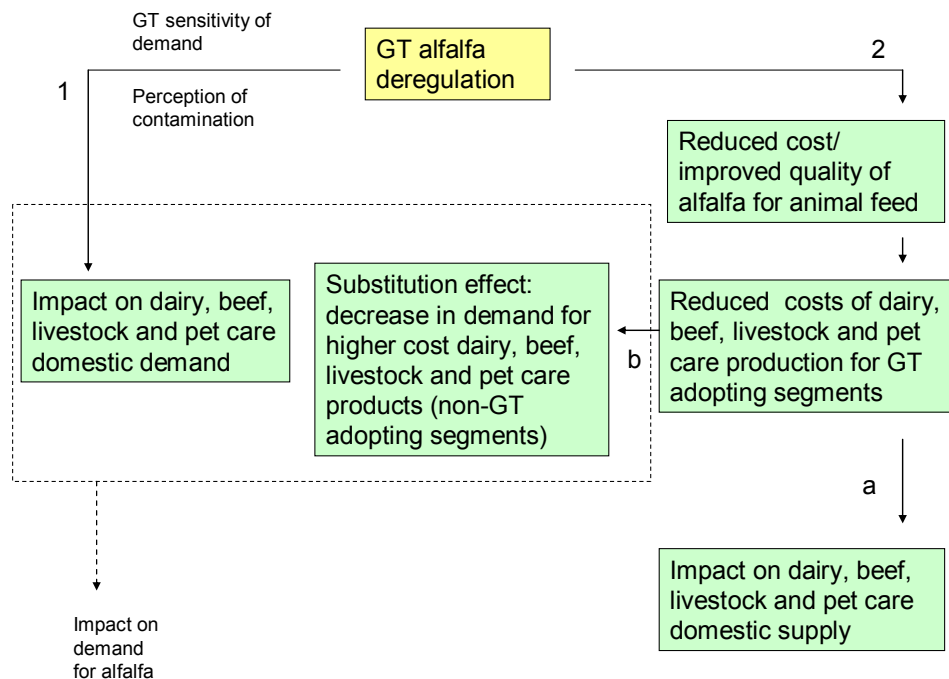 GT sensitivity of
demand
GT alfalfa
deregulation
2
1
Perception of
contamination
Reduced cost/
improved quality of
alfalfa for animal feed
Impact on dairy, beef,
livestock and pet care
domestic demand
Substitution effect:
decrease in demand for
higher cost dairy, beef,
livestock and pet care
products (non-GT
adopting segments)
b
Reduced costs of dairy,
beef, livestock and pet
care production for GT
adopting segments
a
Impact on dairy, beef,
livestock and pet care
domestic supply
Impact on
demand
for alfalfa